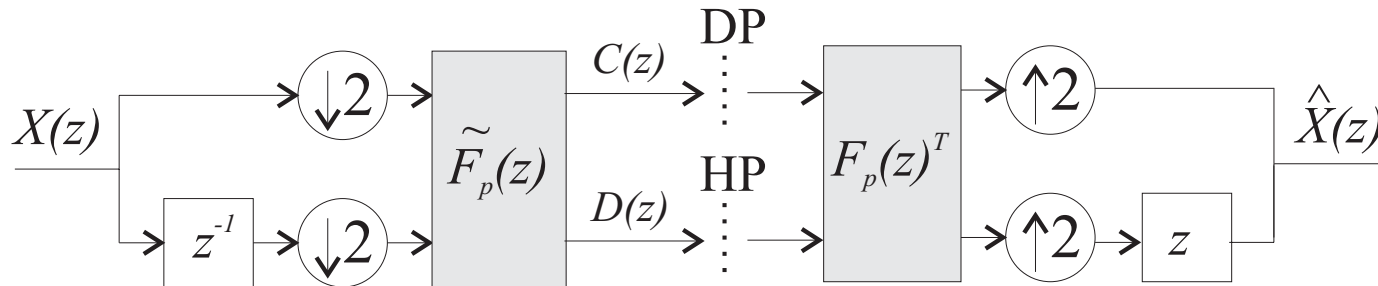 X(z)
↓2
z⁻¹
↓2
F̃ₚ(z)
C(z)
D(z)
DP
HP
Fₚ(z)ᵀ
↑2
↑2
z
X̂(z)